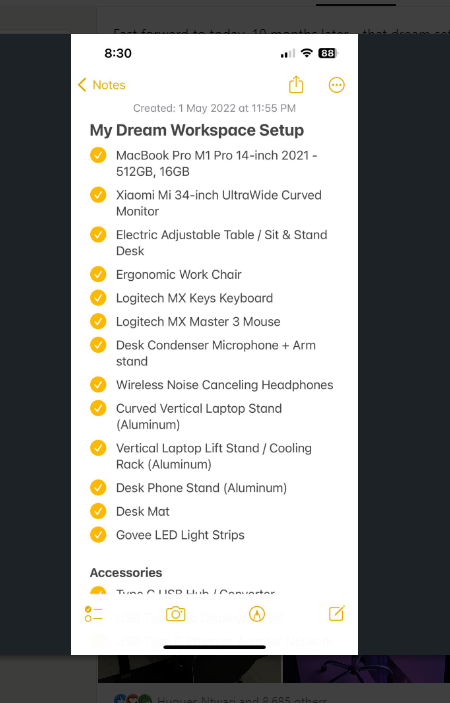 Fast forward to today, 10 months later - that dream set
8:30
88
Notes
Created: 1 May 2022 at 11:55 PM
My Dream Workspace Setup
MacBook Pro M1 Pro 14-inch 2021 -
512GB, 16GB
Xiaomi Mi 34-inch UltraWide Curved
Monitor
Electric Adjustable Table / Sit & Stand
Desk
Ergonomic Work Chair
Logitech MX Keys Keyboard
Logitech MX Master 3 Mouse
Desk Condenser Microphone + Arm
stand
Wireless Noise Canceling Headphones
Curved Vertical Laptop Stand
(Aluminum)
Vertical Laptop Lift Stand / Cooling
Rack (Aluminum)
Desk Phone Stand (Aluminum)
Desk Mat
Govee LED Light Strips
Accessories
Type C USB Hub / Converter
Hugues Ntwari and 8,685 others